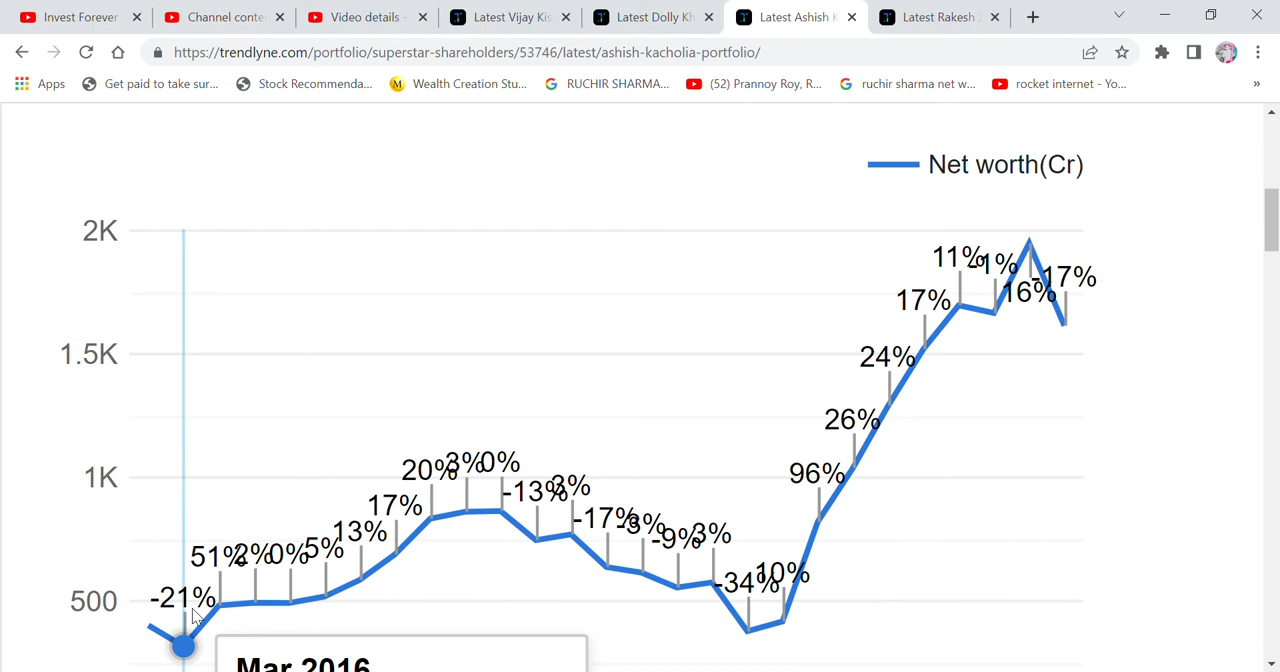 Invest Forever
Channel conte
Video details -
Latest Vijay Kis
Latest Dolly Kh
Latest Ashish K
Latest Rakesh J
https://trendlyne.com/portfolio/superstar-shareholders/53746/latest/ashish-kacholia-portfolio/
Apps
Get paid to take sur...
Stock Recommenda...
Wealth Creation Stu...
RUCHIR SHARMA...
(52) Prannoy Roy, R...
ruchir sharma net w...
rocket internet - Yo...
»
Net worth(Cr)
2K
1.5K
1K
500
-21%
51%
2%
0%
5%
13%
17%
20%
3%
0%
-13%
3%
-17%
-3%
-9%
3%
-34%
10%
96%
26%
24%
17%
11%
-1%
16%
-17%
Mar 2016